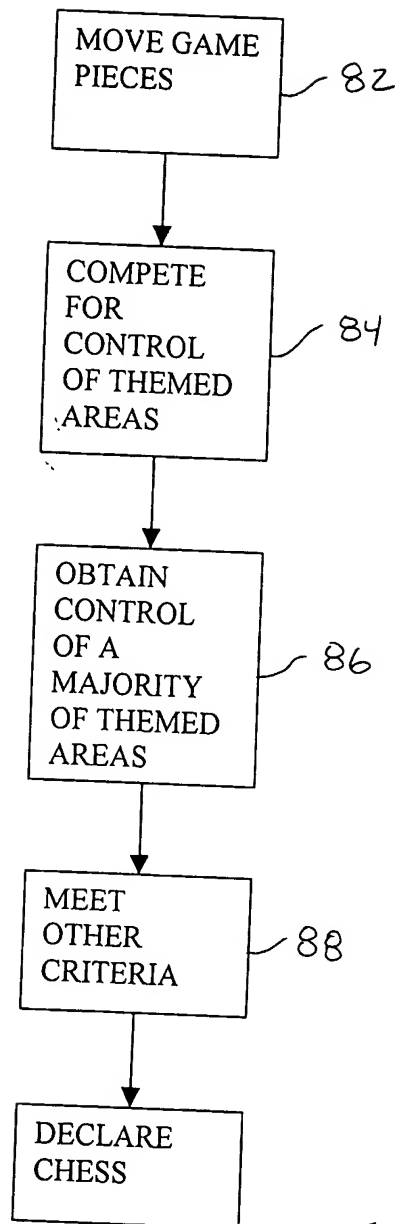 MOVE GAME
PIECES
82
COMPETE
FOR
CONTROL
OF THEMED
AREAS
84
OBTAIN
CONTROL
OF A
MAJORITY
OF THEMED
AREAS
86
MEET
OTHER
CRITERIA
88
DECLARE
CHESS